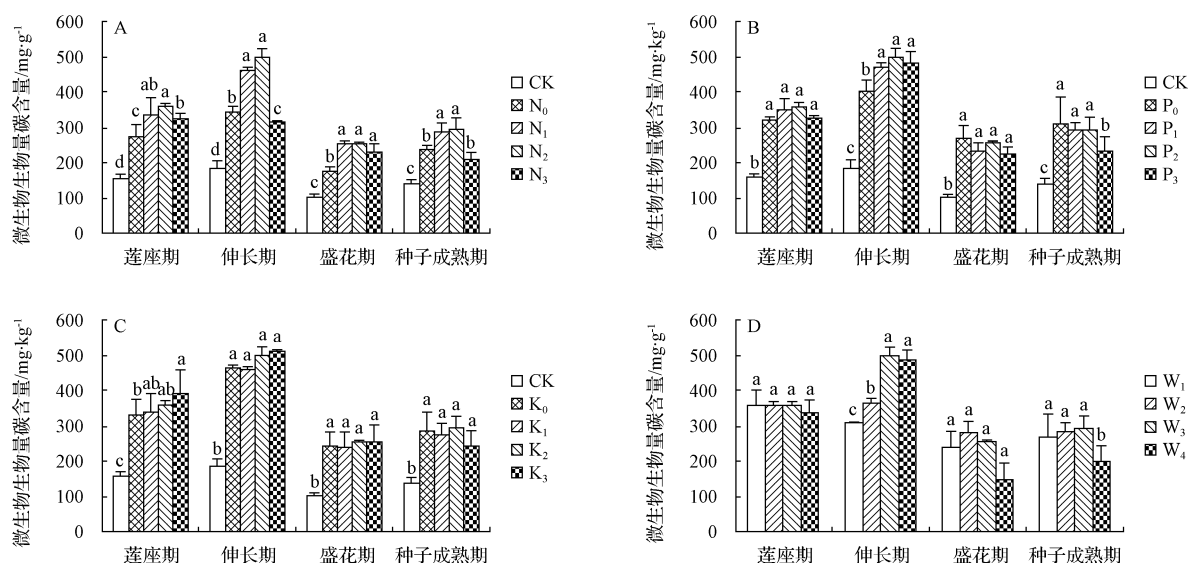 微生物生物量碳含量/mg·g⁻¹
A
600
500
400
300
200
100
0
d c ab a b
d b a a c
c b a a a
c b a a b
莲座期 伸长期 盛花期 种子成熟期
CK
N₀
N₁
N₂
N₃
微生物生物量碳含量/mg·kg⁻¹
B
600
500
400
300
200
100
0
b a a a a
c b a a a
b a a a a
c a a a b
莲座期 伸长期 盛花期 种子成熟期
CK
P₀
P₁
P₂
P₃
微生物生物量碳含量/mg·kg⁻¹
C
600
500
400
300
200
100
0
c b ab ab a
b a a a a
b a a a a
b a a a a
莲座期 伸长期 盛花期 种子成熟期
CK
K₀
K₁
K₂
K₃
微生物生物量碳含量/mg·g⁻¹
D
600
500
400
300
200
100
0
a a a a
c b a a
a a a a
a a a b
莲座期 伸长期 盛花期 种子成熟期
W₁
W₂
W₃
W₄